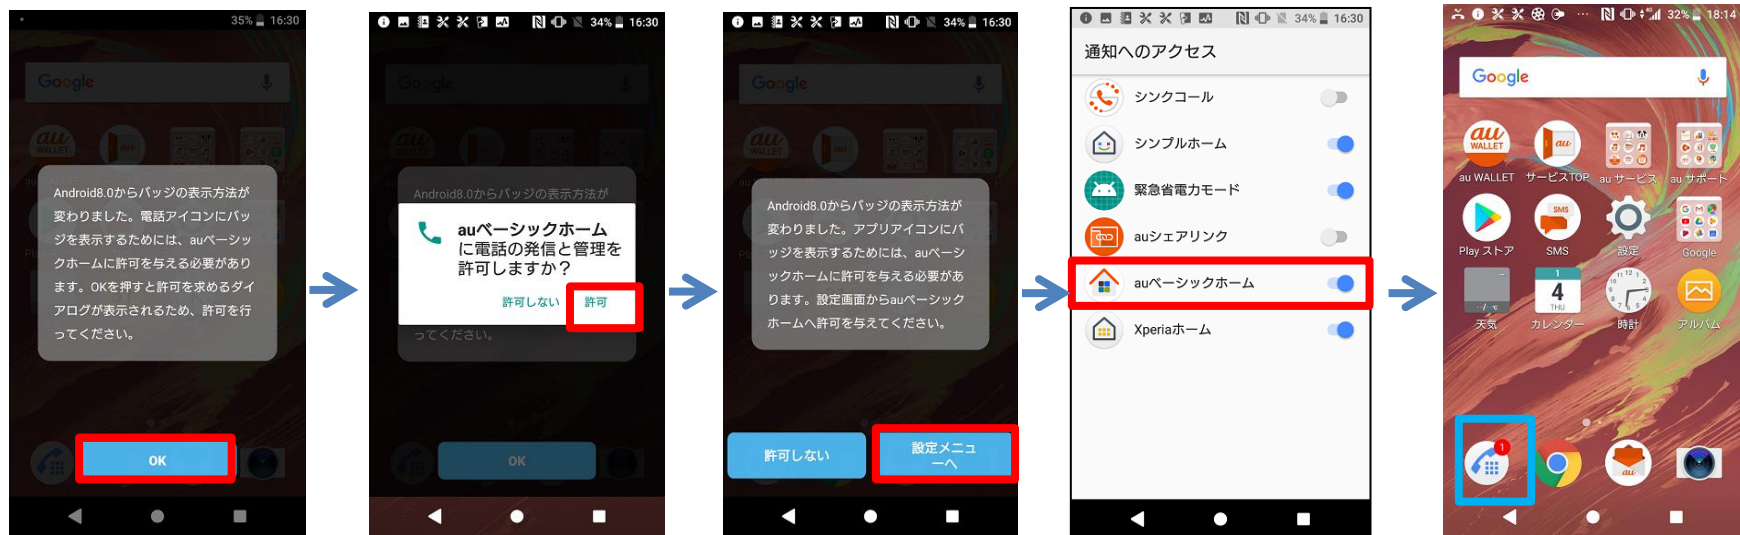 35% 16:30
Google
au
WALLET
au
Android8.0からバッジの表示方法が
変わりました。電話アイコンにバッ
ジを表示するためには、auベーシッ
クホームに許可を与える必要があり
ます。OKを押すと許可を求めるダイ
アログが表示されるため、許可を行
ってください。
OK
34% 16:30
Google
Android8.0からバッジの表示方法が
auベーシックホーム
に電話の発信と管理を
許可しますか？
許可しない 許可
ってください。
OK
34% 16:30
Google
Android8.0からバッジの表示方法が
変わりました。アプリアイコンにバ
ッジを表示するためには、auベーシ
ックホームに許可を与える必要があ
ります。設定画面からauベーシック
ホームへ許可を与えてください。
許可しない
設定メニュ
ーへ
34% 16:30
通知へのアクセス
シンクコール
シンプルホーム
緊急省電力モード
auシェアリンク
auベーシックホーム
Xperiaホーム
32% 18:14
Google
au
WALLET
au
au WALLET サービスTOP au サービス au サポート
SMS
Play ストア SMS 設定 Google
1
4
THU
天気 カレンダー 時計 アルバム
1
au